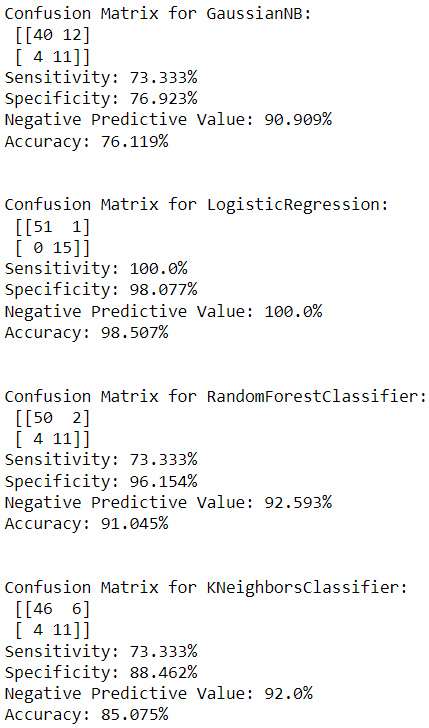 Confusion Matrix for GaussianNB:
[[40 12]
[ 4 11]]
Sensitivity: 73.333%
Specificity: 76.923%
Negative Predictive Value: 90.909%
Accuracy: 76.119%
Confusion Matrix for LogisticRegression:
[[51  1]
[ 0 15]]
Sensitivity: 100.0%
Specificity: 98.077%
Negative Predictive Value: 100.0%
Accuracy: 98.507%
Confusion Matrix for RandomForestClassifier:
[[50  2]
[ 4 11]]
Sensitivity: 73.333%
Specificity: 96.154%
Negative Predictive Value: 92.593%
Accuracy: 91.045%
Confusion Matrix for KNeighborsClassifier:
[[46  6]
[ 4 11]]
Sensitivity: 73.333%
Specificity: 88.462%
Negative Predictive Value: 92.0%
Accuracy: 85.075%